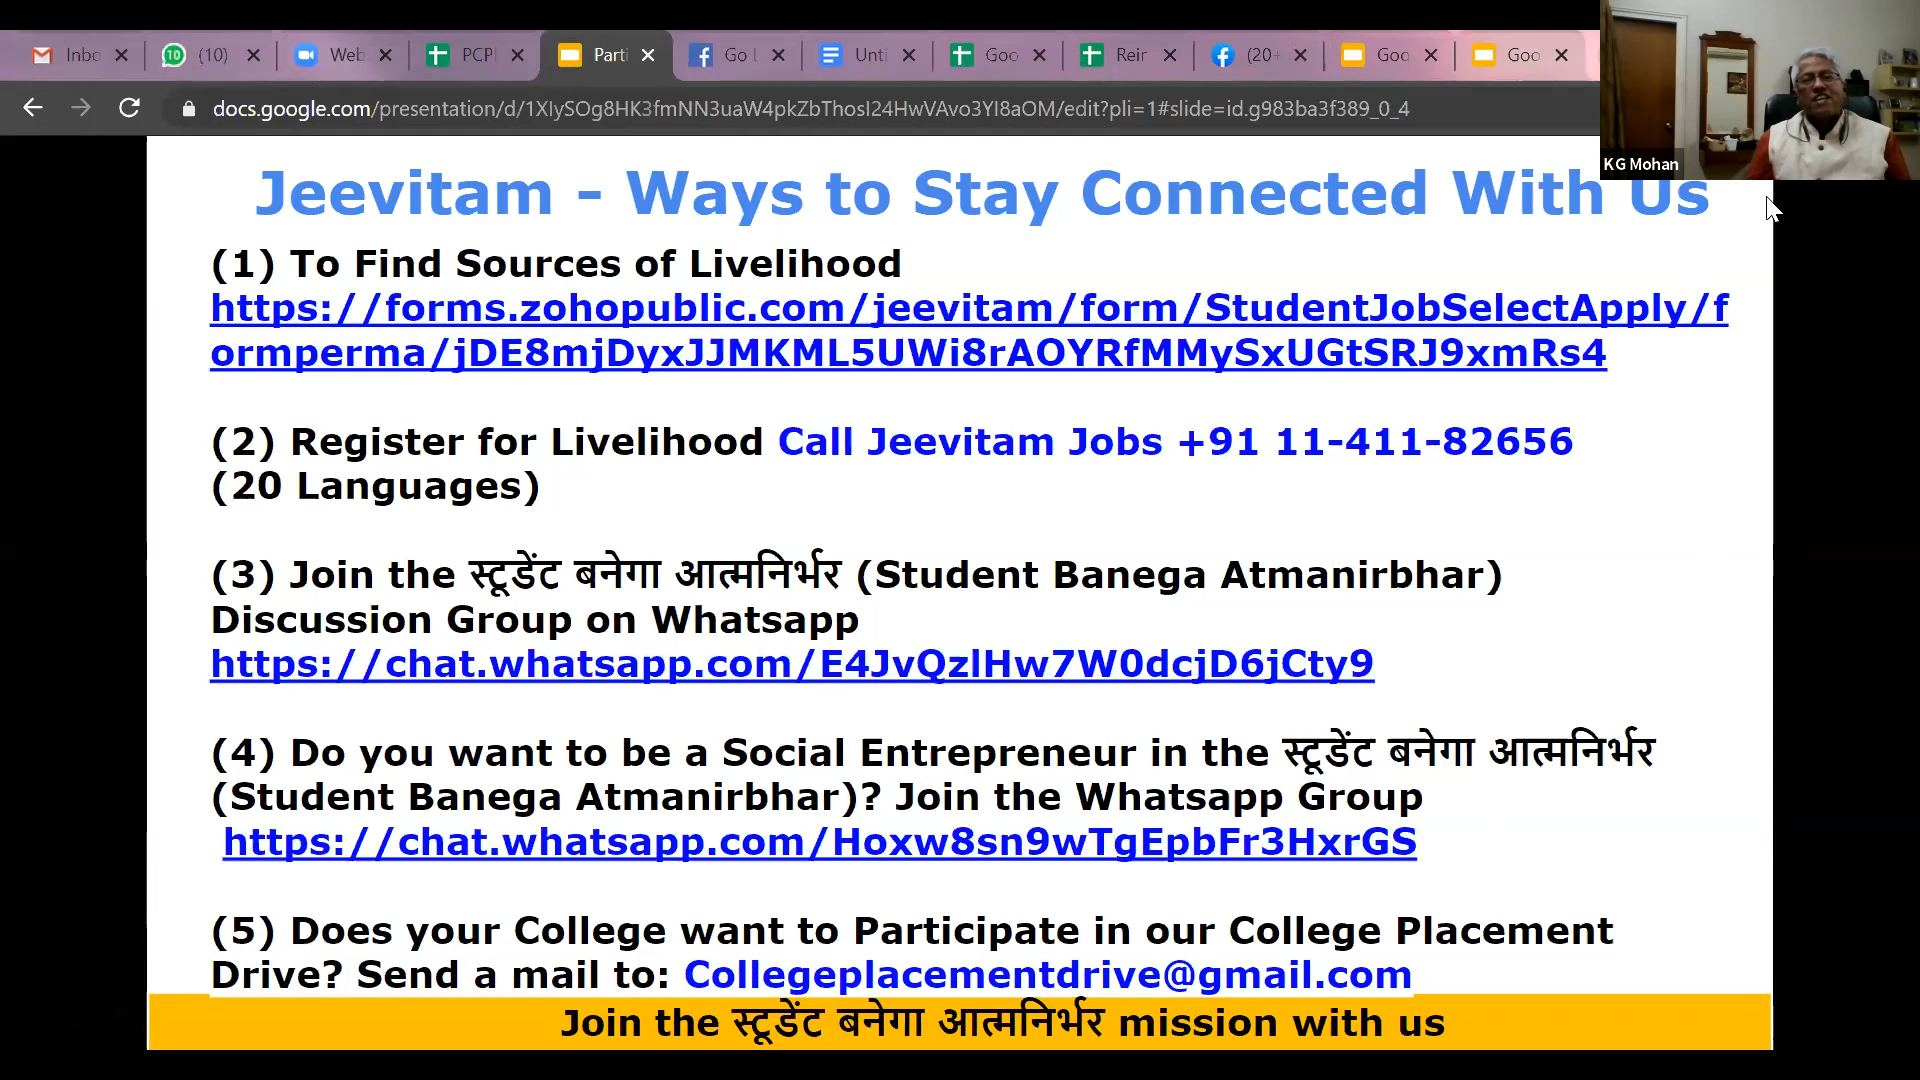 Inbo
(10)
Web
PCPI
Parti
Go l
Unti
Goo
Reir
(20+
Goo
Goo
docs.google.com/presentation/d/1XIySOg8HK3fmNN3uaW4pkZbThosI24HwVAvo3YI8aOM/edit?pli=1#slide=id.g983ba3f389_0_4
KG Mohan
Jeevitam - Ways to Stay Connected With Us
(1) To Find Sources of Livelihood
https://forms.zohopublic.com/jeevitam/form/StudentJobSelectApply/f
ormperma/jDE8mjDyxJJMKML5UWi8rAOYRfMMySxUGtSRJ9xmRs4
(2) Register for Livelihood Call Jeevitam Jobs +91 11-411-82656
(20 Languages)
(3) Join the स्टूडेंट बनेगा आत्मनिर्भर (Student Banega Atmanirbhar)
Discussion Group on Whatsapp
https://chat.whatsapp.com/E4JvQzlHw7W0dcjD6jCty9
(4) Do you want to be a Social Entrepreneur in the स्टूडेंट बनेगा आत्मनिर्भर
(Student Banega Atmanirbhar)? Join the Whatsapp Group
https://chat.whatsapp.com/Hoxw8sn9wTgEpbFr3HxrGS
(5) Does your College want to Participate in our College Placement
Drive? Send a mail to: Collegeplacementdrive@gmail.com
Join the स्टूडेंट बनेगा आत्मनिर्भर mission with us